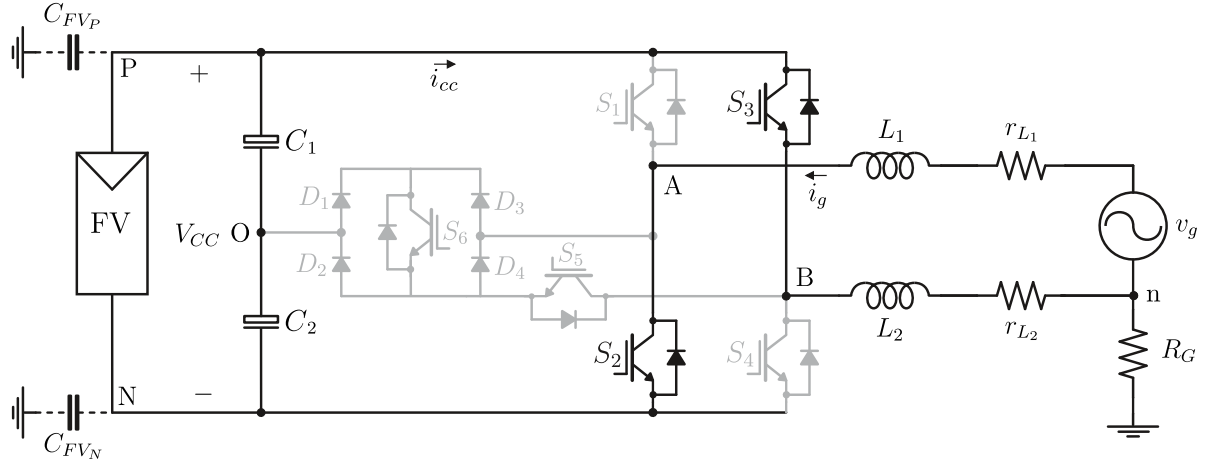 C_{FV_P}
P
+
i_{cc}
S_1
S_3
C_1
L_1
r_{L_1}
A
i_g
D_1
D_3
FV
V_{CC} O
S_6
v_g
D_2
D_4
S_5
B
n
C_2
L_2
r_{L_2}
S_2
S_4
R_G
N
−
C_{FV_N}